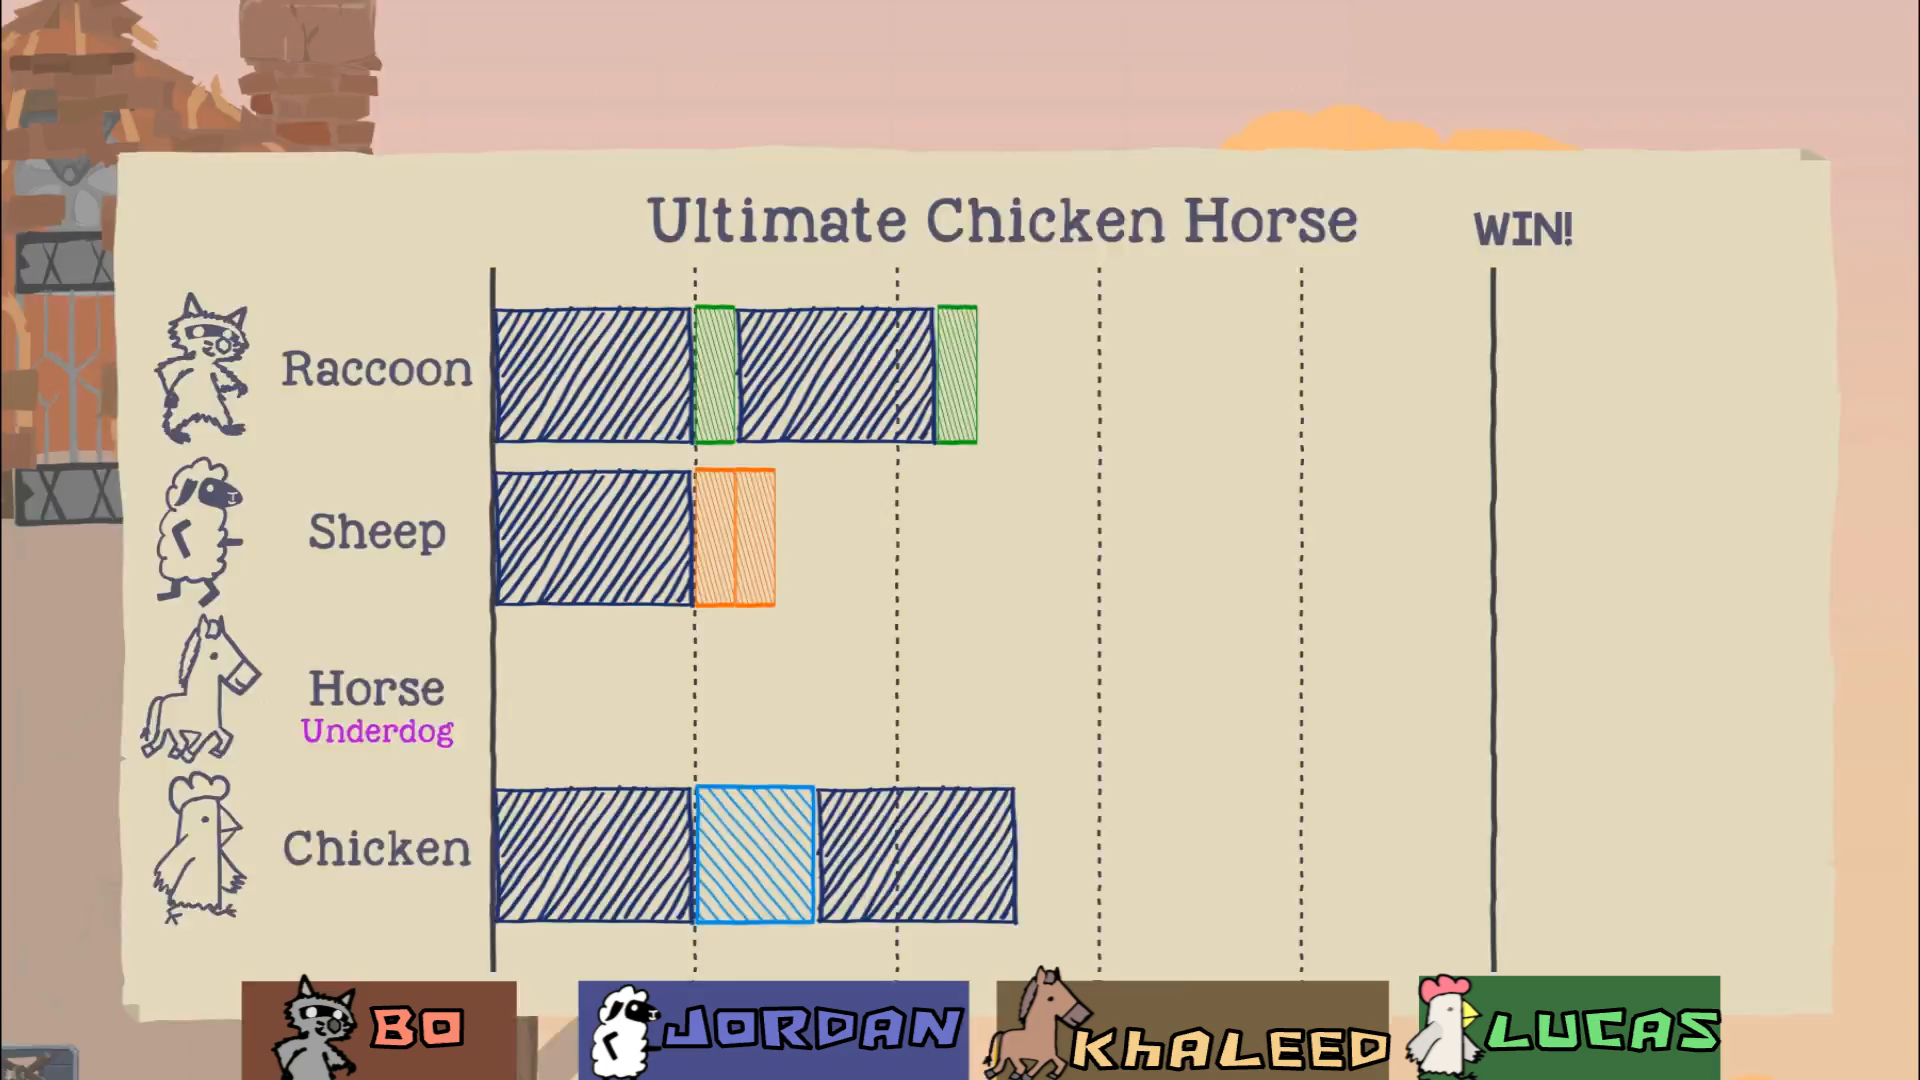 Ultimate Chicken Horse
WIN!
Raccoon
Sheep
Horse
Underdog
Chicken
BO
JORDAN
KhALEED
LUCAS